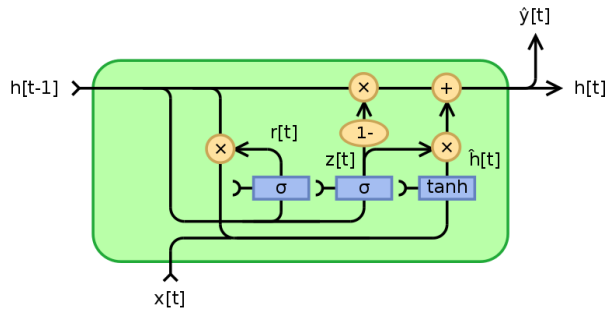 ŷ[t]
h[t-1]
×
+
h[t]
1-
r[t]
×
z[t]
×
ĥ[t]
σ
σ
tanh
x[t]